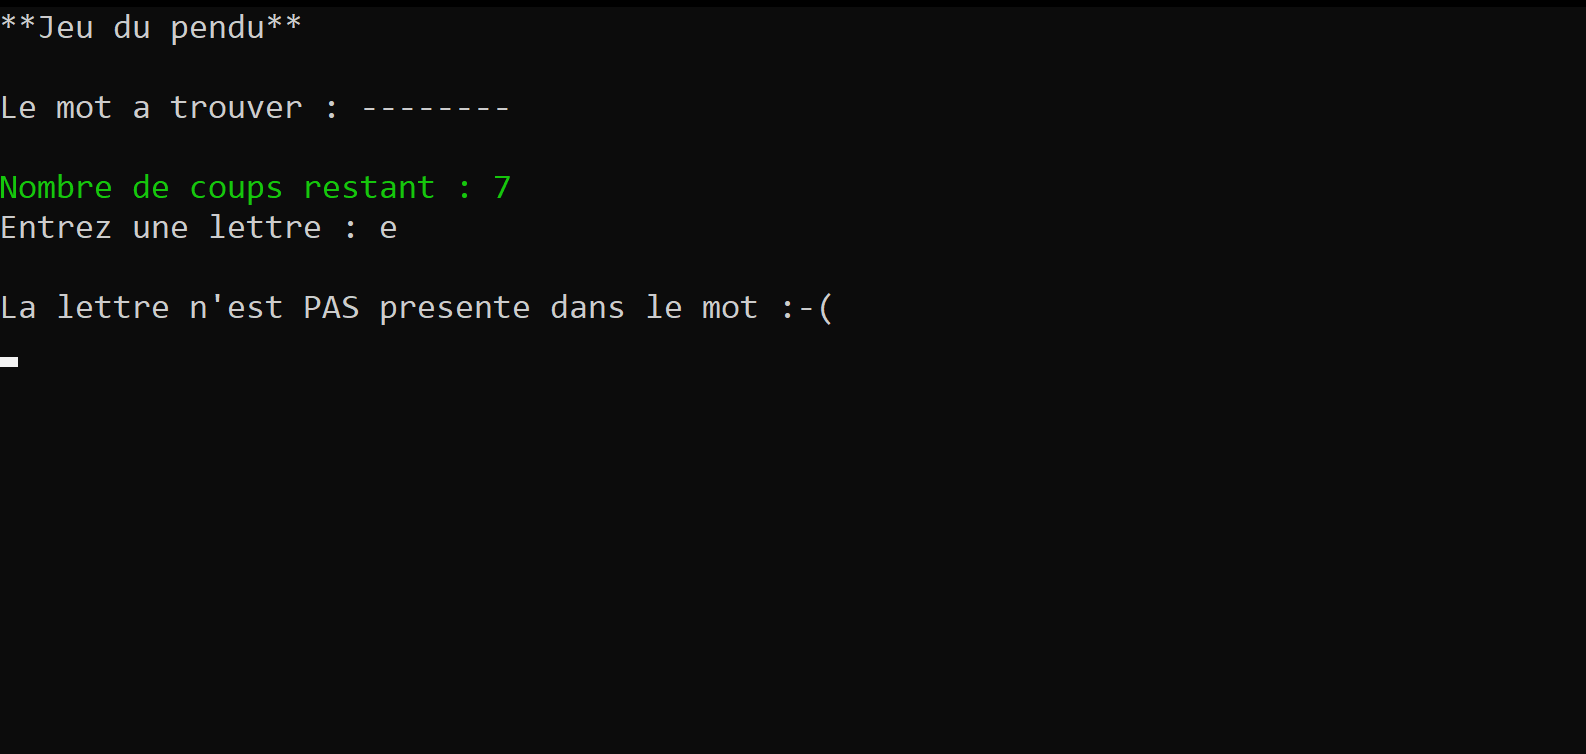 **Jeu du pendu**
Le mot a trouver : --------
Nombre de coups restant : 7
Entrez une lettre : e
La lettre n'est PAS presente dans le mot :-(